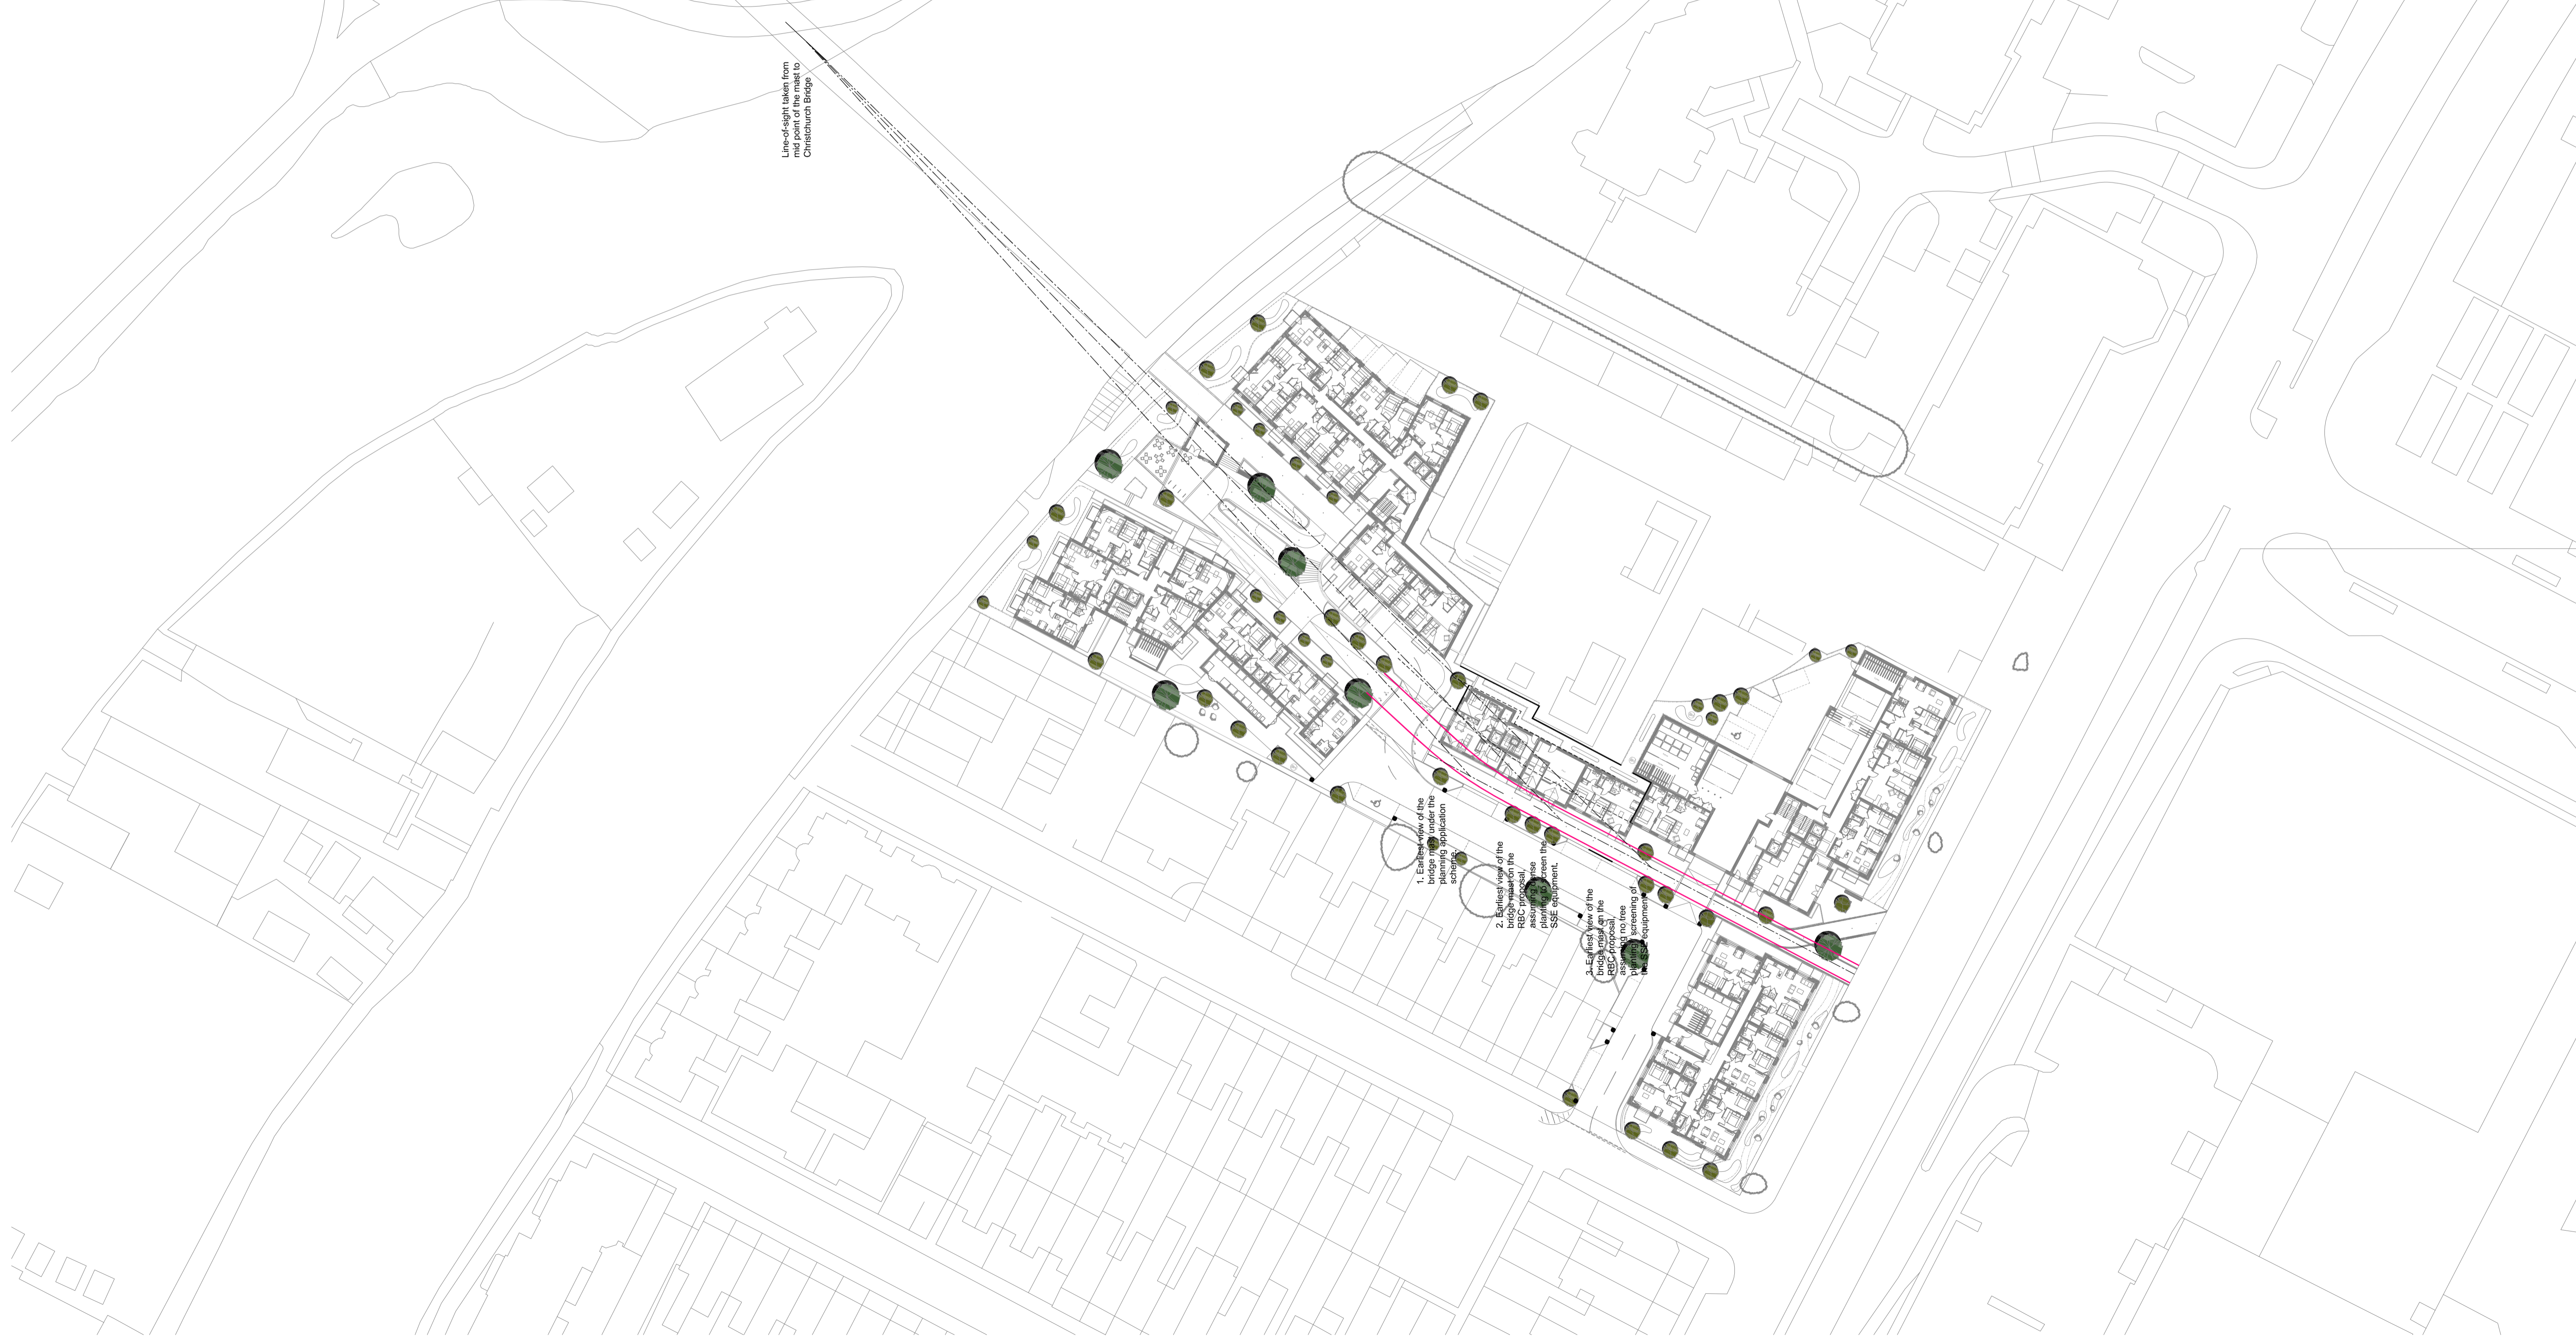 Line-of-sight taken from
mid point of the mast to
Christchurch Bridge
1. Earliest view of the
bridge mast under the
planning application
scheme.
2. Earliest view of the
bridge mast on the
RBC proposal,
assuming dense
planting to screen the
SSE equipment.
3. Earliest view of the
bridge mast on the
RBC proposal,
assuming no tree
planting / screening of
the SSE equipment.